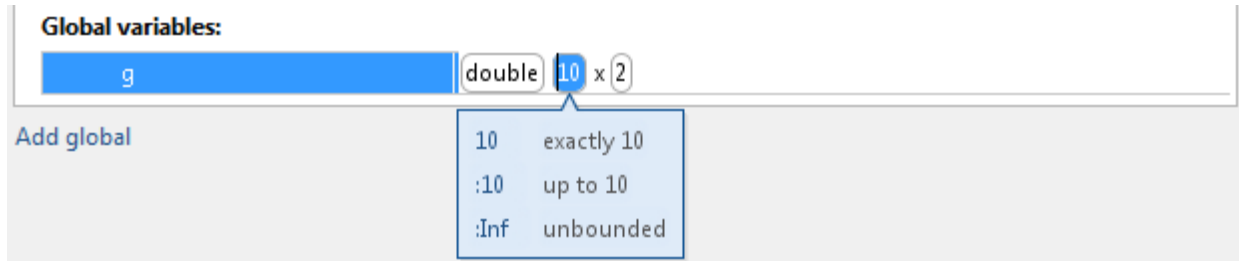 Global variables:
g double 10 x 2
Add global
10 exactly 10
:10 up to 10
:Inf unbounded